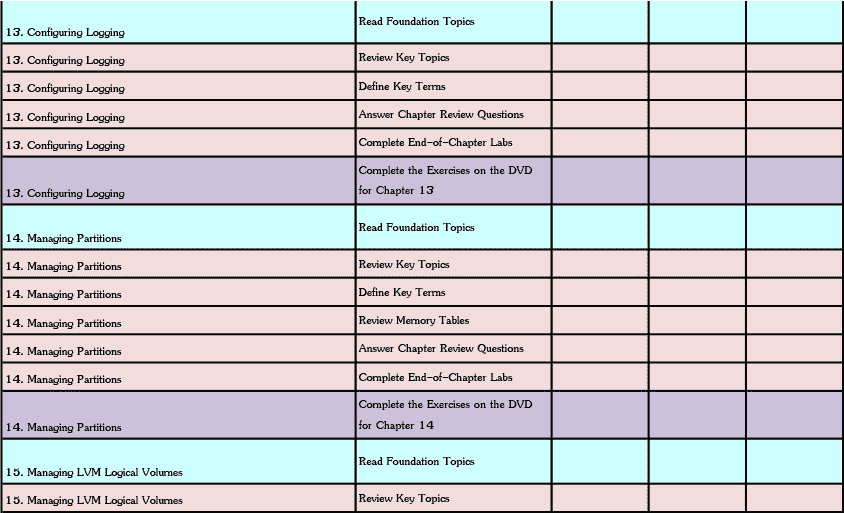 13. Configuring Logging Read Foundation Topics
13. Configuring Logging Review Key Topics
13. Configuring Logging Define Key Terms
13. Configuring Logging Answer Chapter Review Questions
13. Configuring Logging Complete End-of-Chapter Labs
13. Configuring Logging Complete the Exercises on the DVD
for Chapter 13
14. Managing Partitions Read Foundation Topics
14. Managing Partitions Review Key Topics
14. Managing Partitions Define Key Terms
14. Managing Partitions Review Memory Tables
14. Managing Partitions Answer Chapter Review Questions
14. Managing Partitions Complete End-of-Chapter Labs
14. Managing Partitions Complete the Exercises on the DVD
for Chapter 14
15. Managing LVM Logical Volumes Read Foundation Topics
15. Managing LVM Logical Volumes Review Key Topics